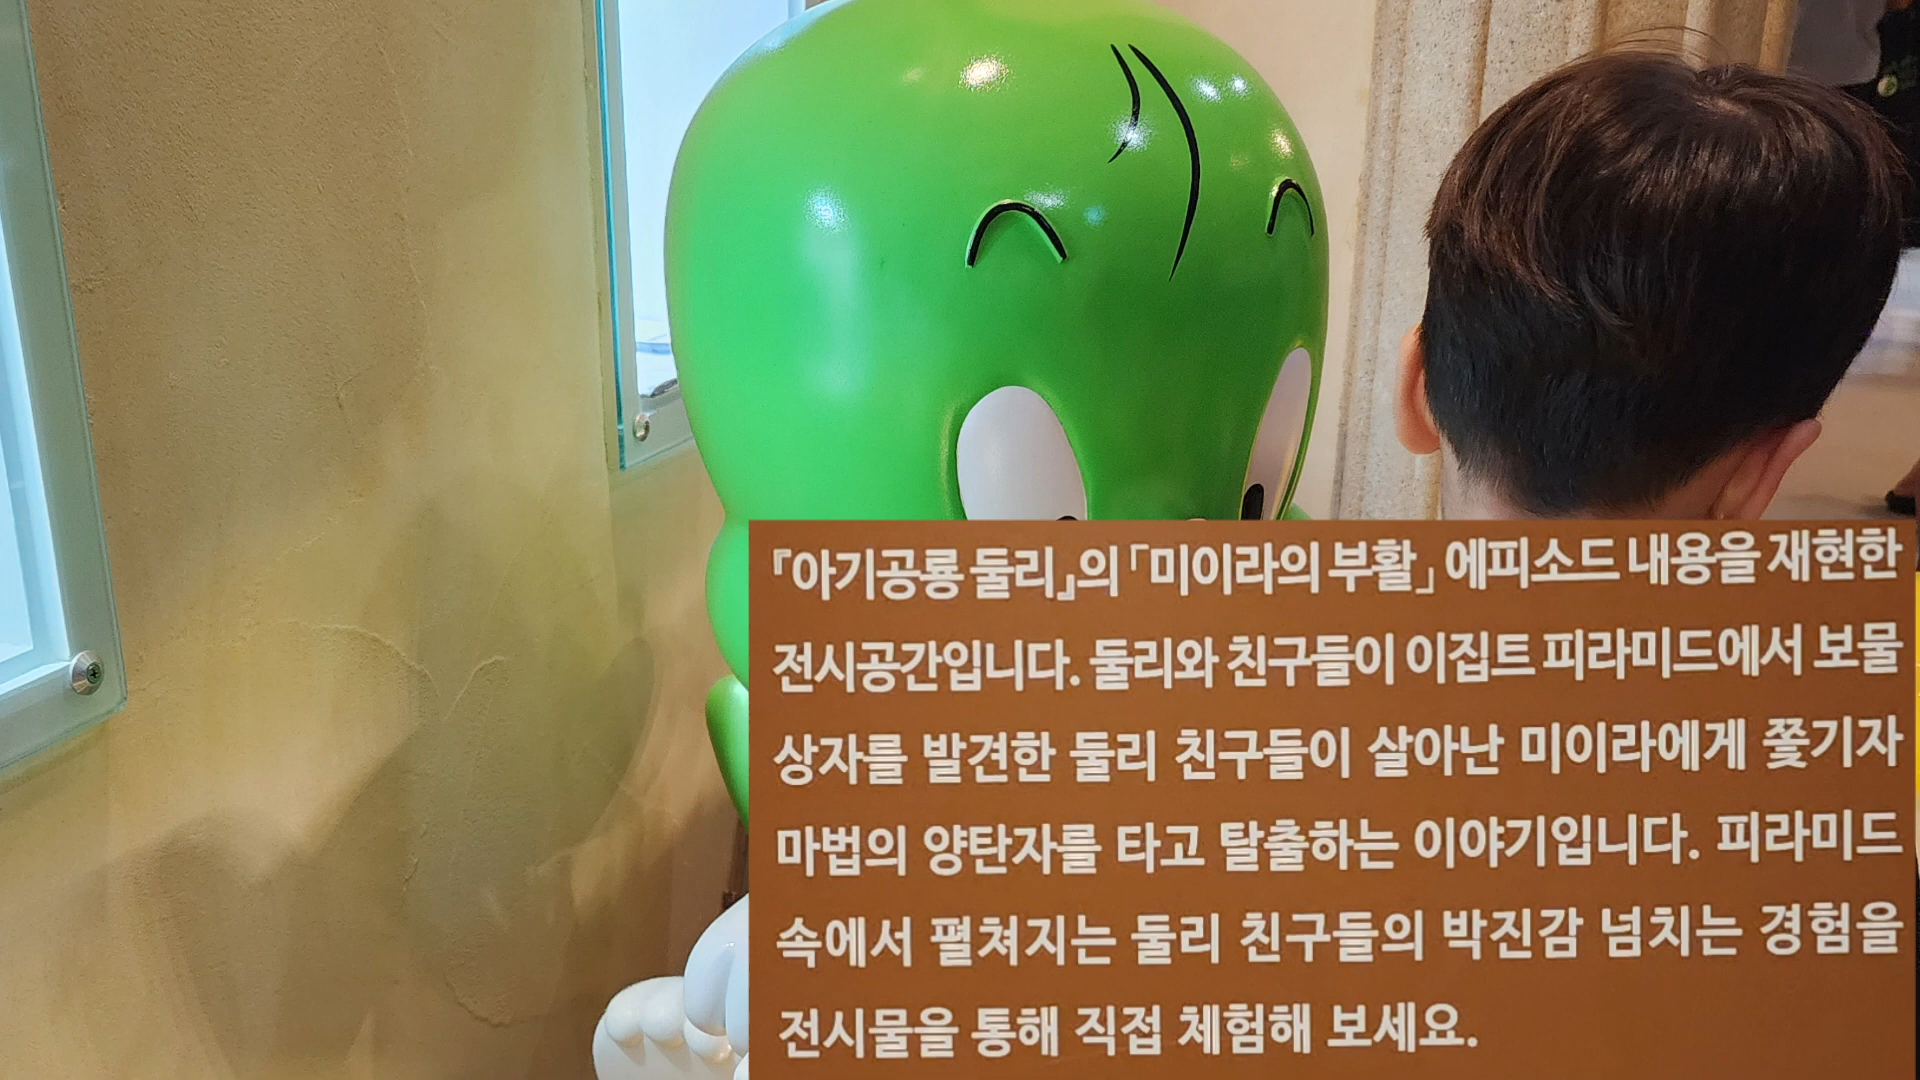 『아기공룡 둘리』의 「미이라의 부활」 에피소드 내용을 재현한
전시공간입니다. 둘리와 친구들이 이집트 피라미드에서 보물
상자를 발견한 둘리 친구들이 살아난 미이라에게 쫓기자
마법의 양탄자를 타고 탈출하는 이야기입니다. 피라미드
속에서 펼쳐지는 둘리 친구들의 박진감 넘치는 경험을
전시물을 통해 직접 체험해 보세요.